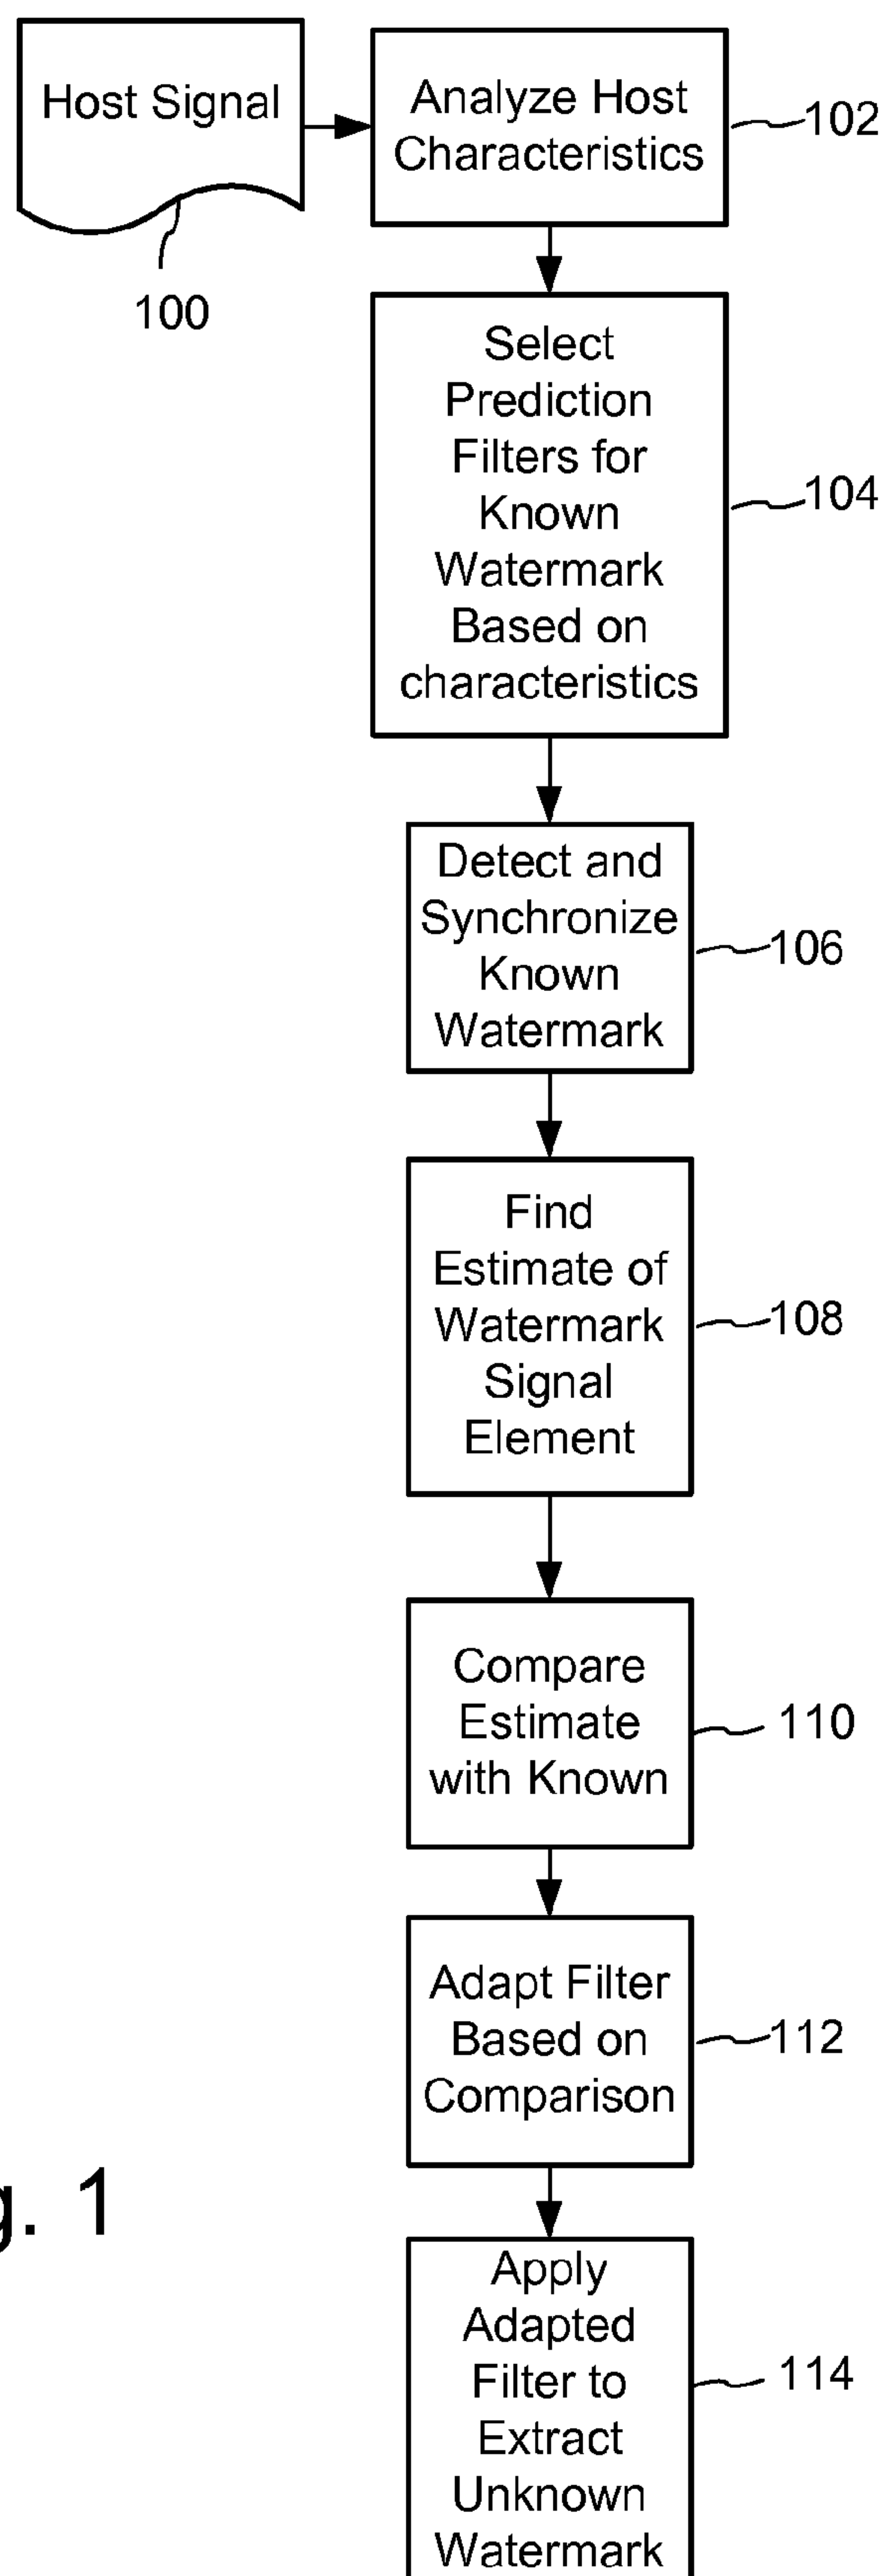 Host Signal
100
Analyze Host
Characteristics
102
Select
Prediction
Filters for
Known
Watermark
Based on
characteristics
104
Detect and
Synchronize
Known
Watermark
106
Find
Estimate of
Watermark
Signal
Element
108
Compare
Estimate
with Known
110
Adapt Filter
Based on
Comparison
112
g. 1
Apply
Adapted
Filter to
Extract
Unknown
Watermark
114